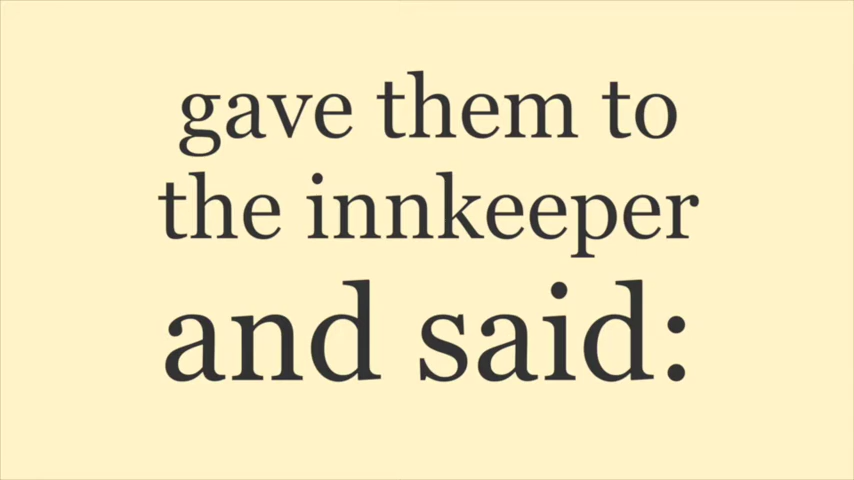 gave them to
the innkeeper
and said: